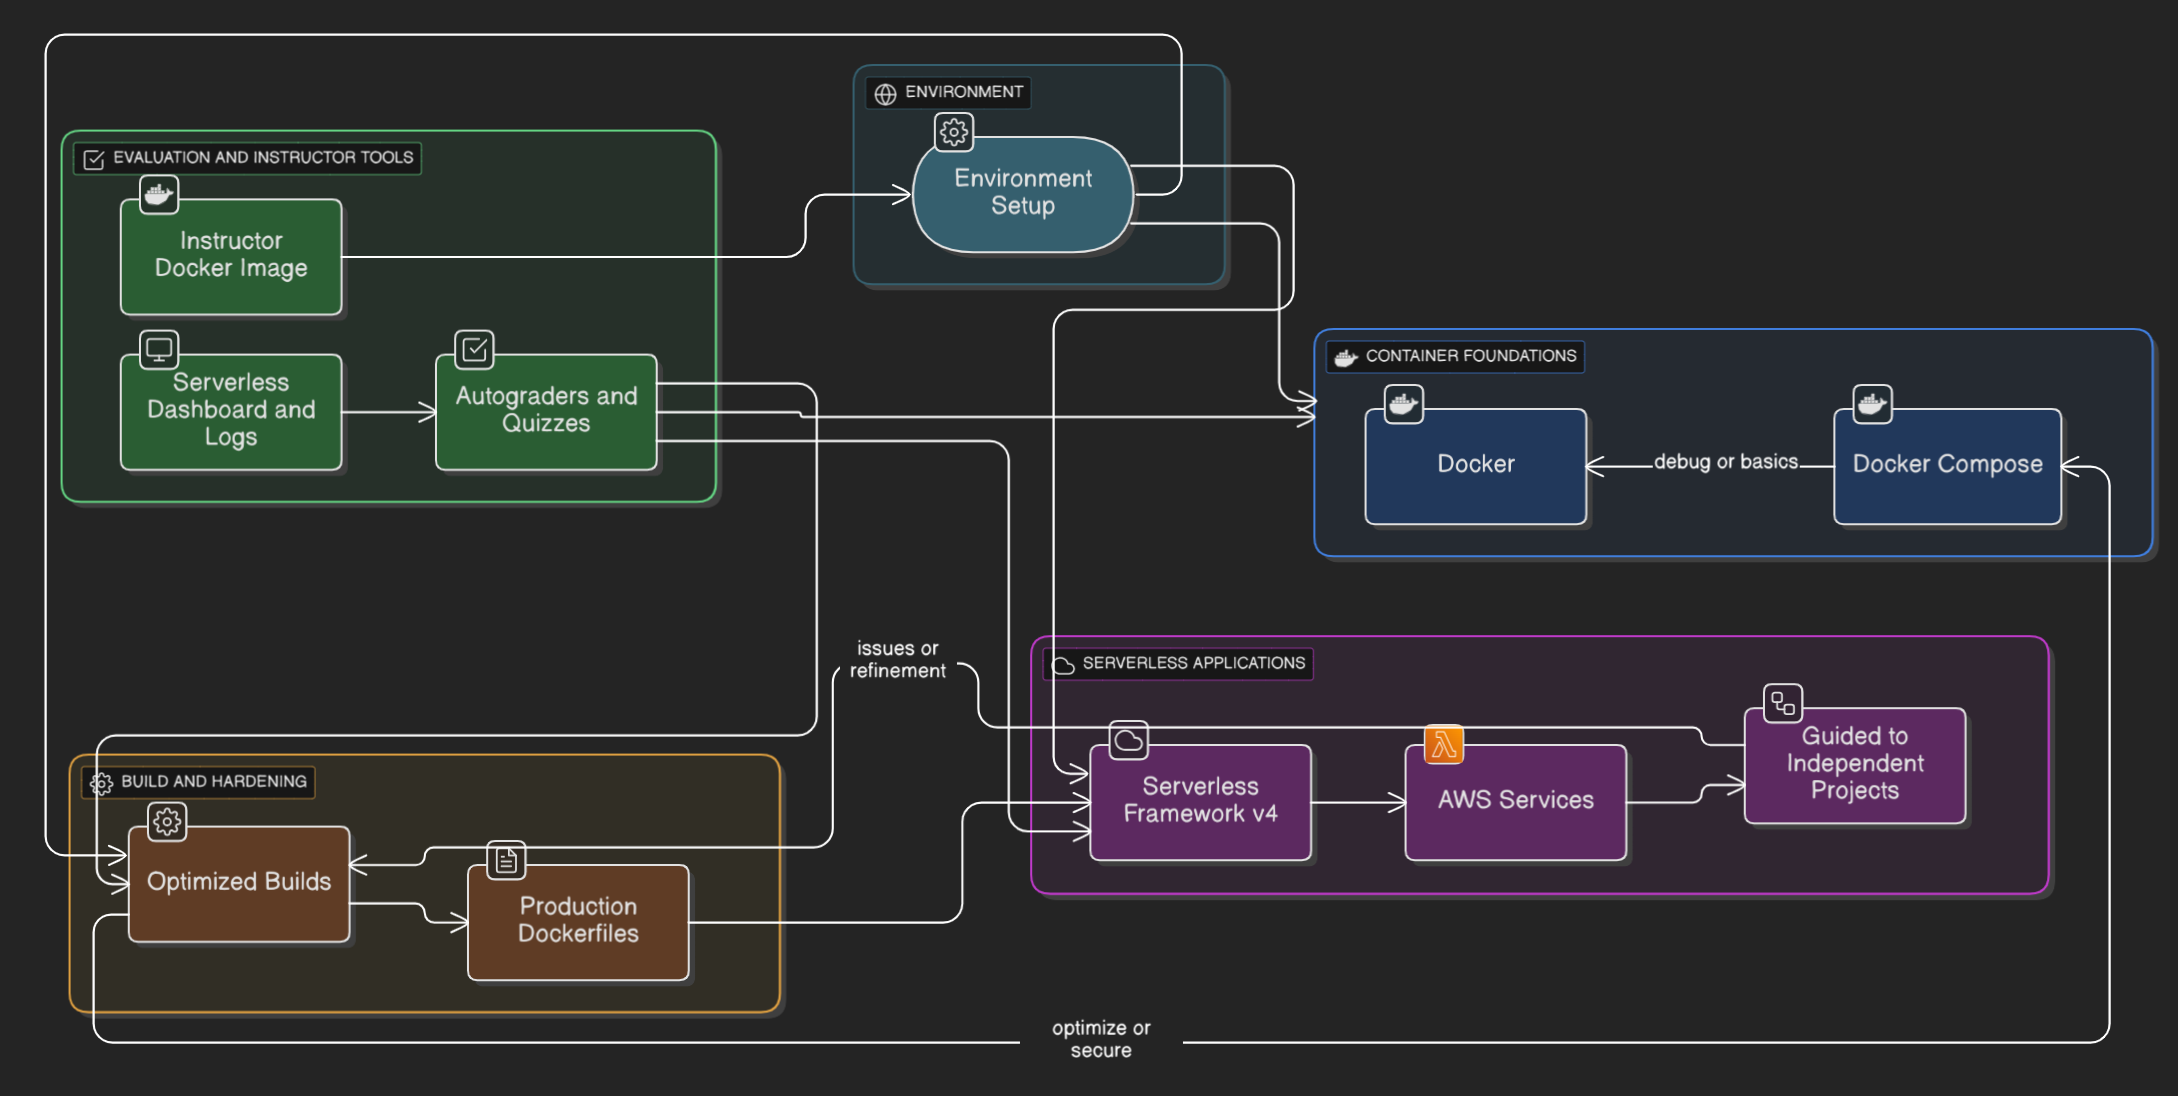 ENVIRONMENT
Environment
Setup
EVALUATION AND INSTRUCTOR TOOLS
Instructor
Docker Image
Serverless
Dashboard and
Logs
Autograders and
Quizzes
CONTAINER FOUNDATIONS
Docker
debug or basics
Docker Compose
issues or
refinement
SERVERLESS APPLICATIONS
Serverless
Framework v4
AWS Services
Guided to
Independent
Projects
BUILD AND HARDENING
Optimized Builds
Production
Dockerfiles
optimize or
secure